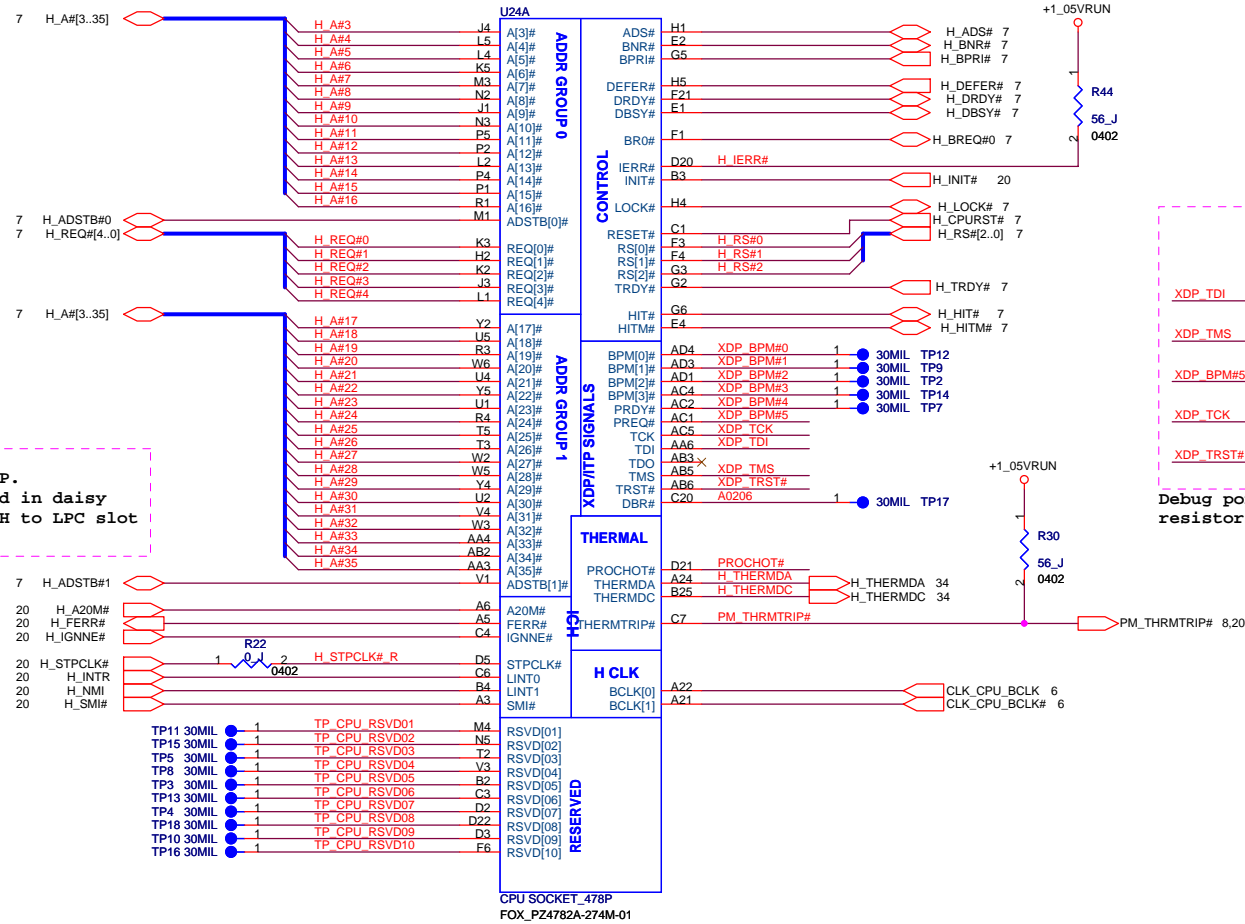 U24A
+1_05VRUN
7 H_A#[3..35]
H_A#3 J4 A[3]#
H_A#4 L5 A[4]#
H_A#5 L4 A[5]#
H_A#6 K5 A[6]#
H_A#7 M3 A[7]#
H_A#8 N2 A[8]#
H_A#9 J1 A[9]#
H_A#10 N3 A[10]#
H_A#11 P5 A[11]#
H_A#12 P2 A[12]#
H_A#13 L2 A[13]#
H_A#14 P4 A[14]#
H_A#15 P1 A[15]#
H_A#16 R1 A[16]#
7 H_ADSTB#0 M1 ADSTB[0]#
7 H_REQ#[4..0]
H_REQ#0 K3 REQ[0]#
H_REQ#1 H2 REQ[1]#
H_REQ#2 K2 REQ[2]#
H_REQ#3 J3 REQ[3]#
H_REQ#4 L1 REQ[4]#
ADDR GROUP 0
7 H_A#[3..35]
H_A#17 Y2 A[17]#
H_A#18 U5 A[18]#
H_A#19 R3 A[19]#
H_A#20 W6 A[20]#
H_A#21 U4 A[21]#
H_A#22 Y5 A[22]#
H_A#23 U1 A[23]#
H_A#24 R4 A[24]#
H_A#25 T5 A[25]#
H_A#26 T3 A[26]#
H_A#27 W2 A[27]#
H_A#28 W5 A[28]#
H_A#29 Y4 A[29]#
H_A#30 U2 A[30]#
H_A#31 V4 A[31]#
H_A#32 W3 A[32]#
H_A#33 AA4 A[33]#
H_A#34 AB2 A[34]#
H_A#35 AA3 A[35]#
7 H_ADSTB#1 V1 ADSTB[1]#
ADDR GROUP 1
P.
d in daisy
H to LPC slot
20 H_A20M# A6 A20M#
20 H_FERR# A5 FERR#
20 H_IGNNE# C4 IGNNE#
R22
20 H_STPCLK# 1 0_J 2 H_STPCLK#_R D5 STPCLK#
0402
20 H_INTR C6 LINT0
20 H_NMI B4 LINT1
20 H_SMI# A3 SMI#
ICH
TP11 30MIL 1 TP_CPU_RSVD01 M4 RSVD[01]
TP15 30MIL 1 TP_CPU_RSVD02 N5 RSVD[02]
TP5 30MIL 1 TP_CPU_RSVD03 T2 RSVD[03]
TP8 30MIL 1 TP_CPU_RSVD04 V3 RSVD[04]
TP3 30MIL 1 TP_CPU_RSVD05 B2 RSVD[05]
TP13 30MIL 1 TP_CPU_RSVD06 C3 RSVD[06]
TP4 30MIL 1 TP_CPU_RSVD07 D2 RSVD[07]
TP18 30MIL 1 TP_CPU_RSVD08 D22 RSVD[08]
TP10 30MIL 1 TP_CPU_RSVD09 D3 RSVD[09]
TP16 30MIL 1 TP_CPU_RSVD10 F6 RSVD[10]
RESERVED
CPU SOCKET_478P
FOX_PZ4782A-274M-01
CONTROL
ADS# H1 H_ADS# 7
BNR# E2 H_BNR# 7
BPRI# G5 H_BPRI# 7
DEFER# H5 H_DEFER# 7
DRDY# F21 H_DRDY# 7
DBSY# E1 H_DBSY# 7
BR0# F1 H_BREQ#0 7
IERR# D20 H_IERR#
INIT# B3 H_INIT# 20
LOCK# H4 H_LOCK# 7
RESET# C1 H_CPURST# 7
RS[0]# F3 H_RS#0 H_RS#[2..0] 7
RS[1]# F4 H_RS#1
RS[2]# G3 H_RS#2
TRDY# G2 H_TRDY# 7
HIT# G6 H_HIT# 7
HITM# E4 H_HITM# 7
1
R44
56_J
2 0402
XDP/ITP SIGNALS
BPM[0]# AD4 XDP_BPM#0 1 30MIL TP12
BPM[1]# AD3 XDP_BPM#1 1 30MIL TP9
BPM[2]# AD1 XDP_BPM#2 1 30MIL TP2
BPM[3]# AC4 XDP_BPM#3 1 30MIL TP14
PRDY# AC2 XDP_BPM#4 1 30MIL TP7
PREQ# AC1 XDP_BPM#5
TCK AC5 XDP_TCK
TDI AA6 XDP_TDI
TDO AB3
TMS AB5 XDP_TMS
TRST# AB6 XDP_TRST#
DBR# C20 A0206 1 30MIL TP17
THERMAL
PROCHOT# D21 PROCHOT#
THERMDA A24 H_THERMDA H_THERMDA 34
THERMDC B25 H_THERMDC H_THERMDC 34
THERMTRIP# C7 PM_THRMTRIP# PM_THRMTRIP# 8,20
+1_05VRUN
1
R30
56_J
2 0402
H CLK
BCLK[0] A22 CLK_CPU_BCLK 6
BCLK[1] A21 CLK_CPU_BCLK# 6
XDP_TDI
XDP_TMS
XDP_BPM#5
XDP_TCK
XDP_TRST#
Debug po
resistor